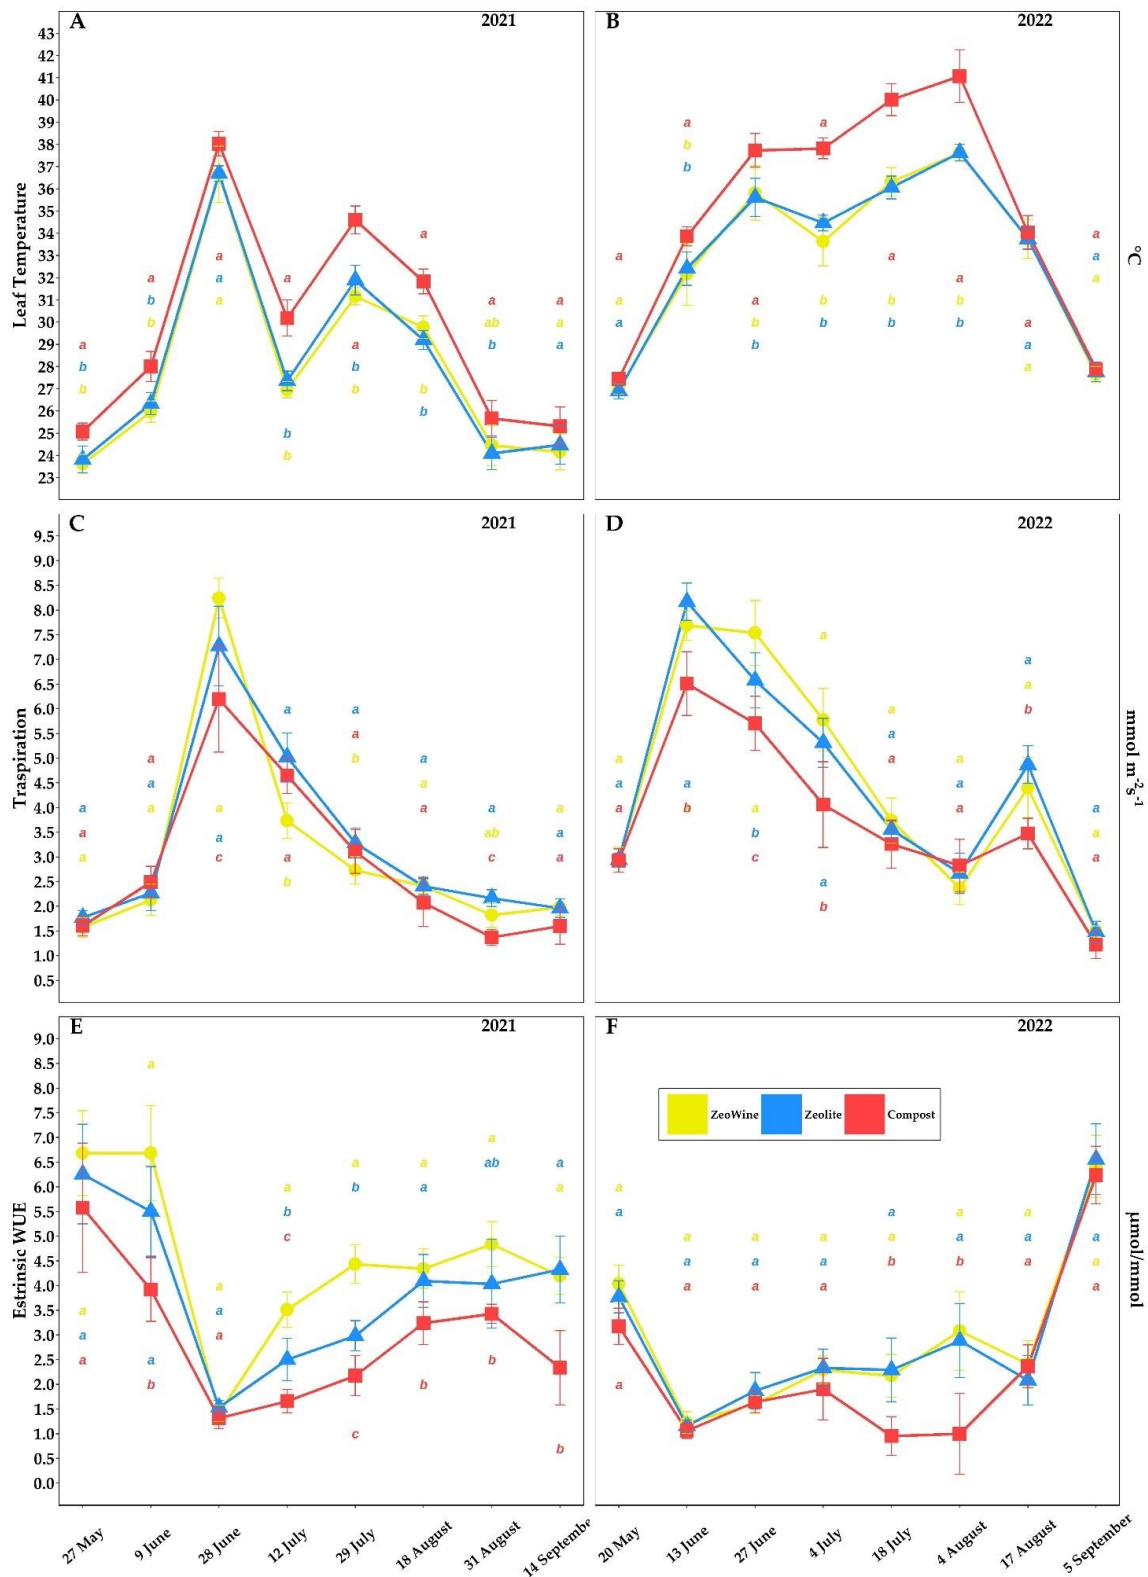 A
2021
43
42
41
40
39
38
37
36
35
34
33
32
31
30
29
28
27
26
25
24
23
Leaf Temperature
a
a
a a a
b a a a
b b ab a
a a b a
b b
b b b
b
b
b
B
2022
a a
b
b
a
a a a
a a
a a b b
a b b b b a
b a
a
°C
C
2021
9.5
9.0
8.5
8.0
7.5
7.0
6.5
6.0
5.5
5.0
4.5
4.0
3.5
3.0
2.5
2.0
1.5
1.0
0.5
Traspiration
a a
a
a b a
a a
a a a a a a
a a ab a
a c a c a
b
D
2022
a
a
a
a b
a
a a a
a a a
a b a a a
b a
c a
a
b
mmol m⁻²s⁻¹
E
2021
9.0
8.5
8.0
7.5
7.0
6.5
6.0
5.5
5.0
4.5
4.0
3.5
3.0
2.5
2.0
1.5
1.0
0.5
0.0
Estrinsic WUE
a
a
a a ab a
a b a a
b
c
a
a a
a a
a a b
b b
c
b
F
2022
ZeoWine Zeolite Compost
a
a a
a a a a a a a
a a a b b a a
a a a a
a
μmol/mmol
27 May 9 June 28 June 12 July 29 July 18 August 31 August 14 September
20 May 13 June 27 June 4 July 18 July 4 August 17 August 5 September